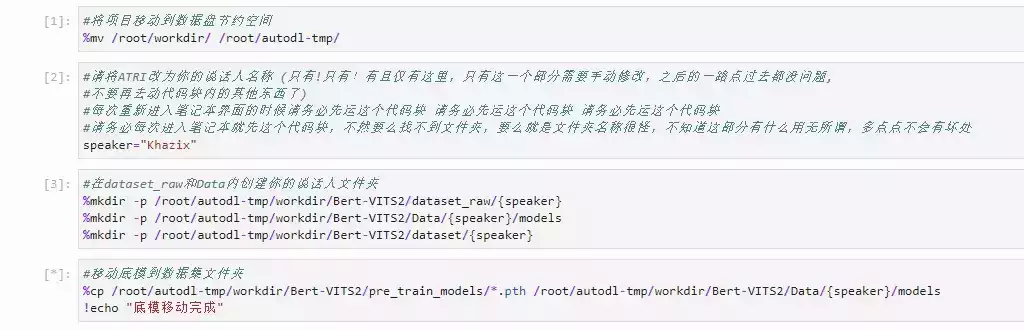 [1]: #将项目移动到数据盘节约空间
%mv /root/workdir/ /root/autodl-tmp/
[2]: #请将ATRI改为你的说话人名称 (只有!只有! 有且仅有这里, 只有这一个部分需要手动修改, 之后的一路点过去都没问题,
#不要再去动代码块内的其他东西了)
#每次重新进入笔记本界面的时候请务必先运这个代码块 请务必先运这个代码块 请务必先运这个代码块
#请务必每次进入笔记本就先这个代码块, 不然要么找不到文件夹, 要么就是文件夹名称很怪, 不知道这部分有什么用无所谓, 多点点不会有坏处
speaker="Khazix"
[3]: #在dataset_raw和Data内创建你的说话人文件夹
%mkdir -p /root/autodl-tmp/workdir/Bert-VITS2/dataset_raw/{speaker}
%mkdir -p /root/autodl-tmp/workdir/Bert-VITS2/Data/{speaker}/models
%mkdir -p /root/autodl-tmp/workdir/Bert-VITS2/dataset/{speaker}
[*]: #移动底模到数据集文件夹
%cp /root/autodl-tmp/workdir/Bert-VITS2/pre_train_models/*.pth /root/autodl-tmp/workdir/Bert-VITS2/Data/{speaker}/models
!echo "底模移动完成"